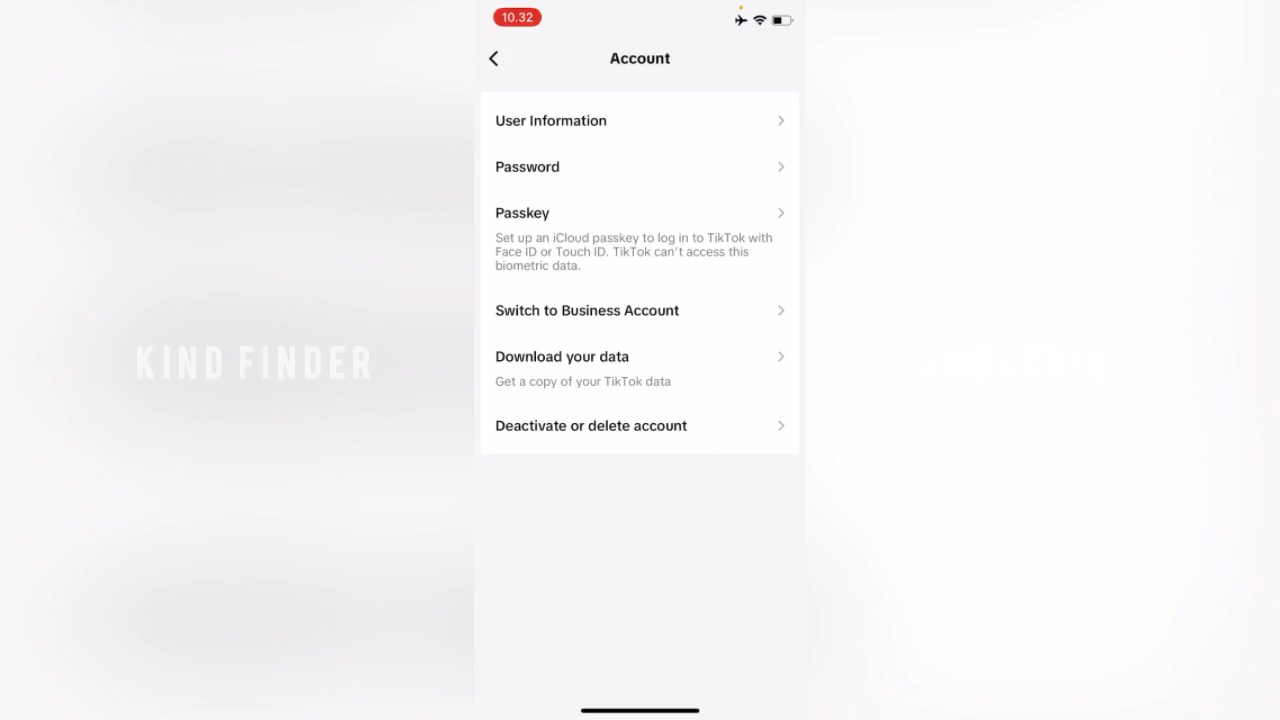 10.32
Account
User Information
Password
Passkey
Set up an iCloud passkey to log in to TikTok with
Face ID or Touch ID. TikTok can't access this
biometric data.
Switch to Business Account
KIND FINDER
Download your data
Get a copy of your TikTok data
Deactivate or delete account